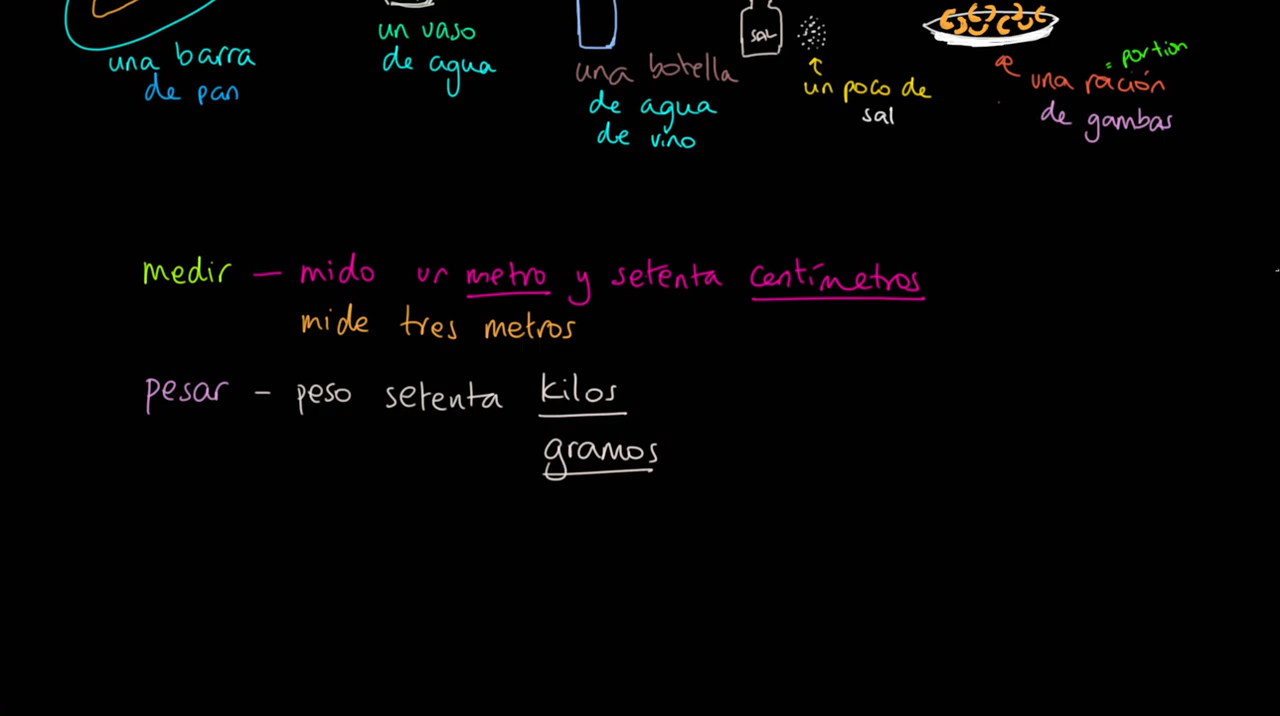 una barra
de pan
un vaso
de agua
una botella
de agua
de vino
SAL
un poco de
sal
= portion
una ración
de gambas
medir — mido un metro y setenta centímetros
mide tres metros
pesar – peso setenta kilos
gramos